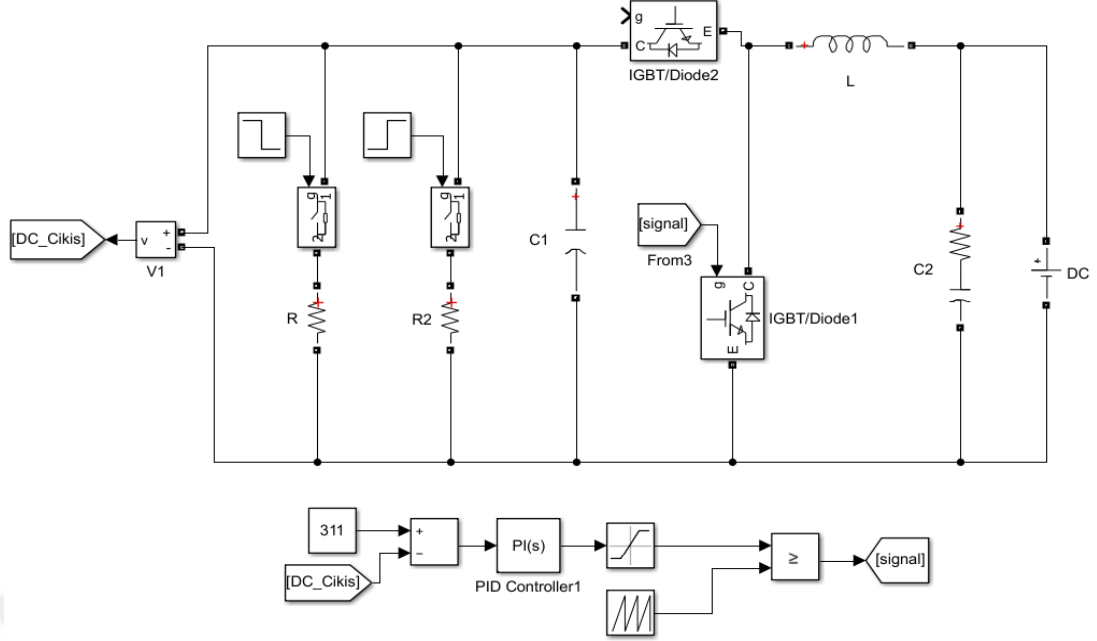 g
C
E
IGBT/Diode2
L
[DC_Cikis]
v
+
-
V1
g
1
2
R
g
1
2
R2
+
C1
[signal]
From3
g
C
E
IGBT/Diode1
+
C2
+
DC
311
[DC_Cikis]
+
−
PI(s)
PID Controller1
≥
[signal]